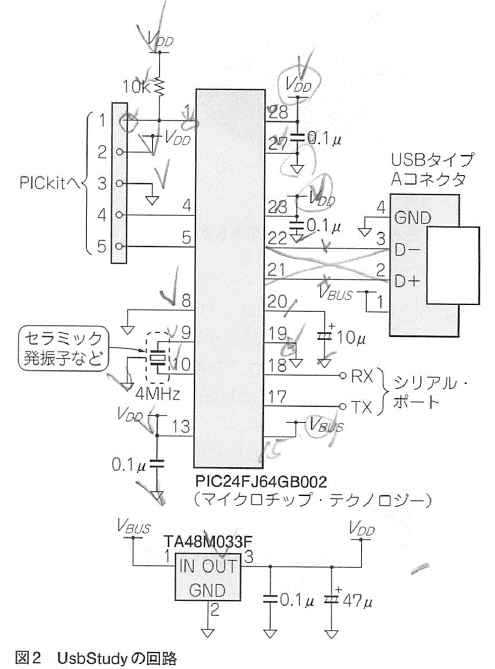 VDD
10k
1
2
3
4
5
VDD
PICkitへ
1
4
5
8
9
10
13
セラミック
発振子など
4MHz
VDD
0.1μ
28
27
23
22
21
20
19
18
17
15
VDD
0.1μ
VDD
0.1μ
USBタイプ
Aコネクタ
4 GND
3 D−
2 D+
1
VBUS
10μ
RX
TX
シリアル・
ポート
VBUS
PIC24FJ64GB002
(マイクロチップ・テクノロジー)
VBUS
TA48M033F
VDD
1 IN OUT 3
GND
2
0.1μ
+
47μ
図2 UsbStudyの回路